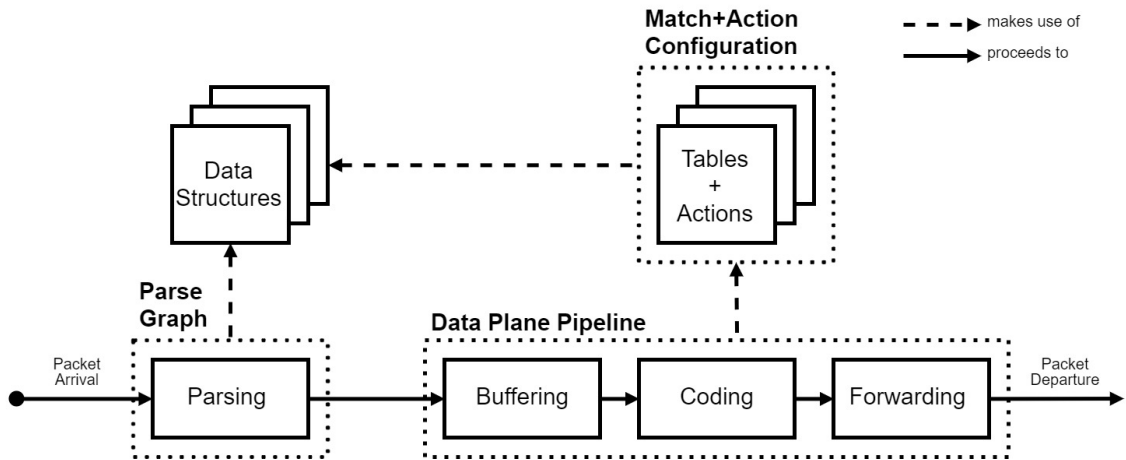 Match+Action
Configuration
makes use of
proceeds to
Data
Structures
Tables
+
Actions
Parse
Graph
Data Plane Pipeline
Packet
Arrival
Parsing
Buffering
Coding
Forwarding
Packet
Departure